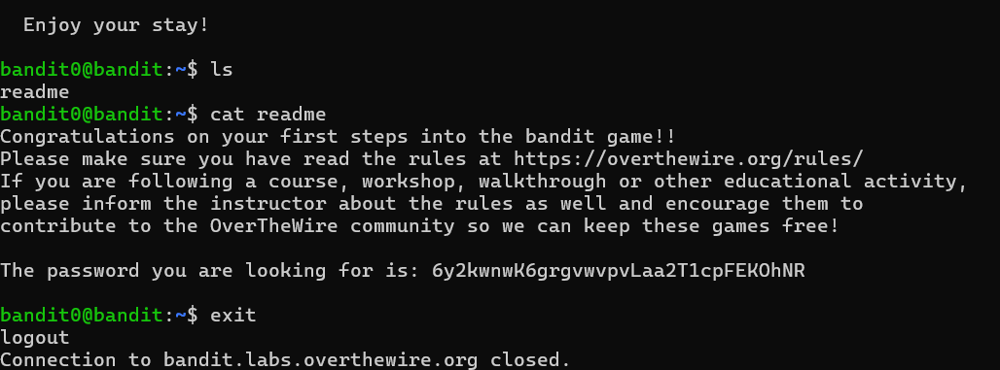 Enjoy your stay!
bandit0@bandit:~$ ls
readme
bandit0@bandit:~$ cat readme
Congratulations on your first steps into the bandit game!!
Please make sure you have read the rules at https://overthewire.org/rules/
If you are following a course, workshop, walkthrough or other educational activity,
please inform the instructor about the rules as well and encourage them to
contribute to the OverTheWire community so we can keep these games free!
The password you are looking for is: 6y2kwnwK6grgvwvpvLaa2T1cpFEKOhNR
bandit0@bandit:~$ exit
logout
Connection to bandit.labs.overthewire.org closed.